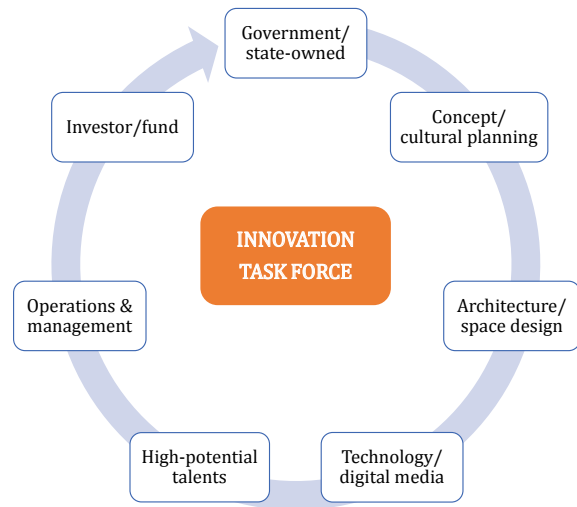 Government/
state-owned
Concept/
cultural planning
Architecture/
space design
Technology/
digital media
High-potential
talents
Operations &
management
Investor/fund
INNOVATION
TASK FORCE